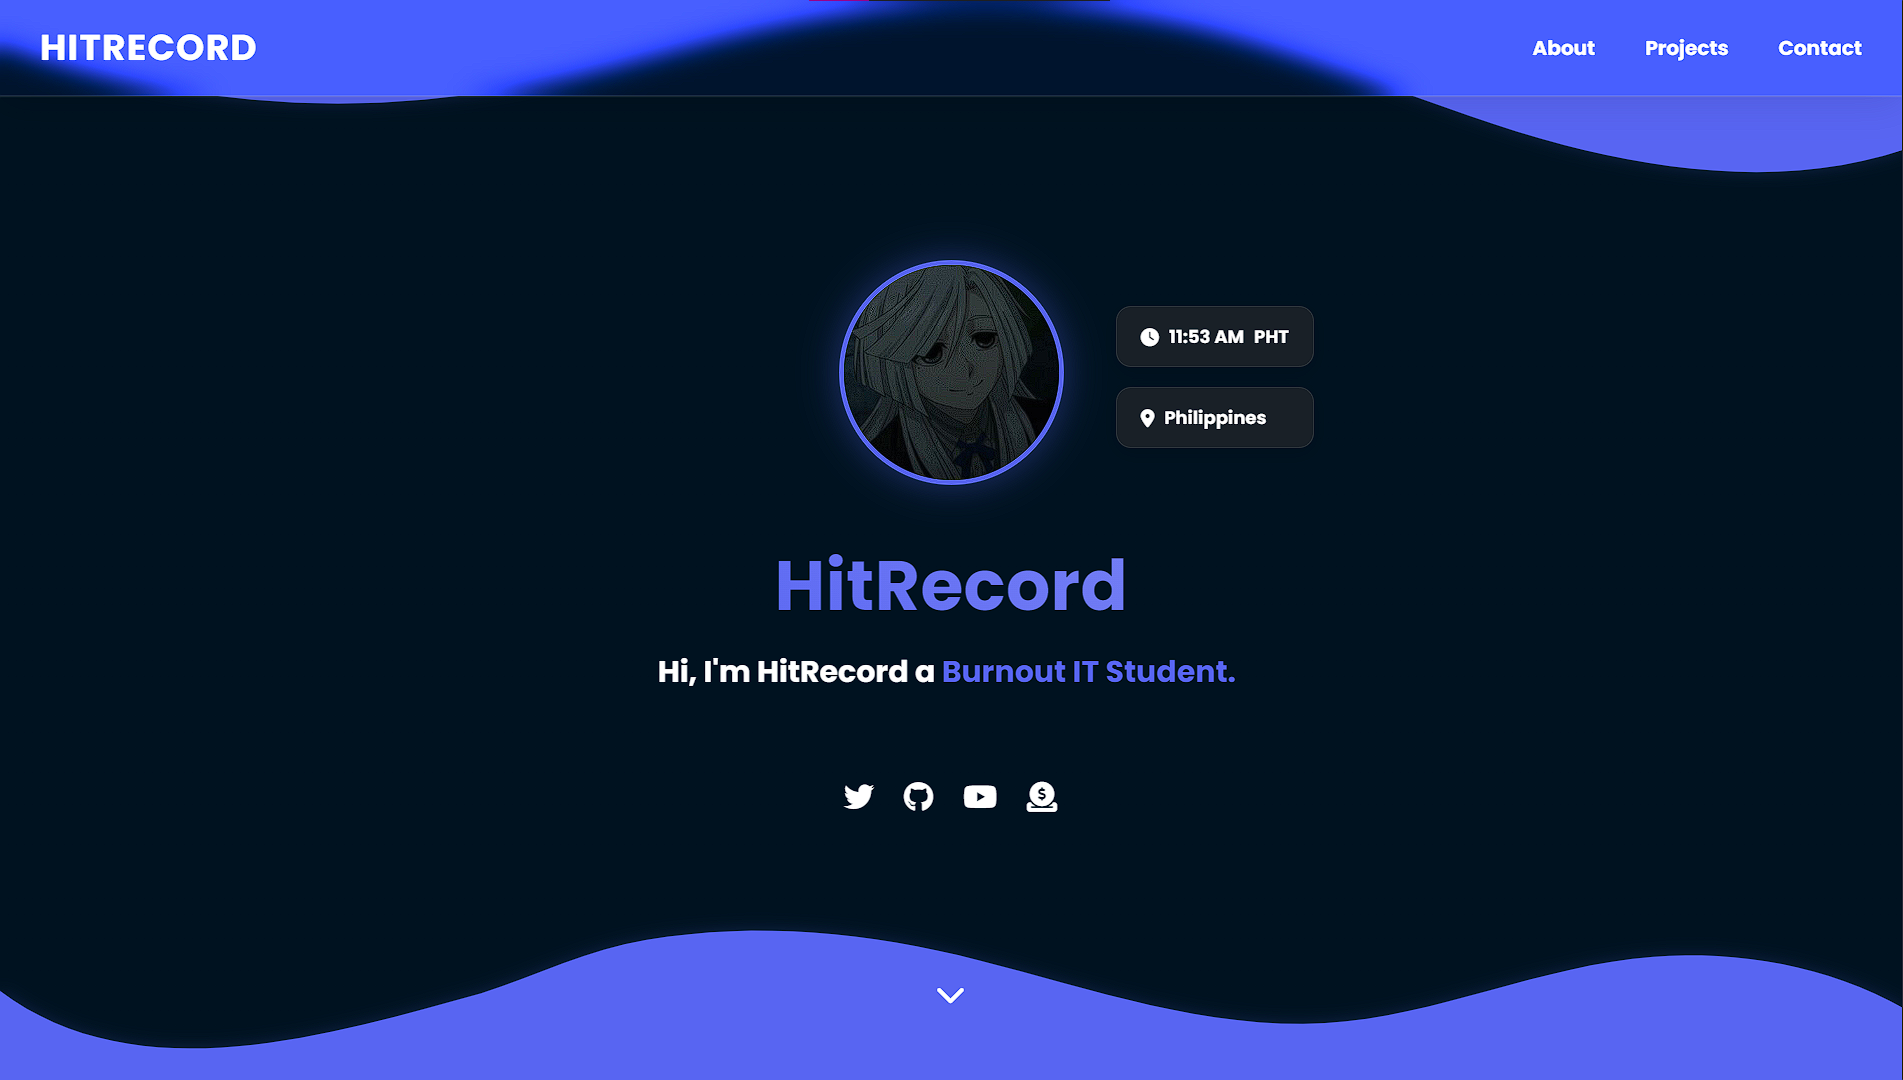 HITRECORD
About Projects Contact
11:53 AM PHT
Philippines
HitRecord
Hi, I'm HitRecord a Burnout IT Student.